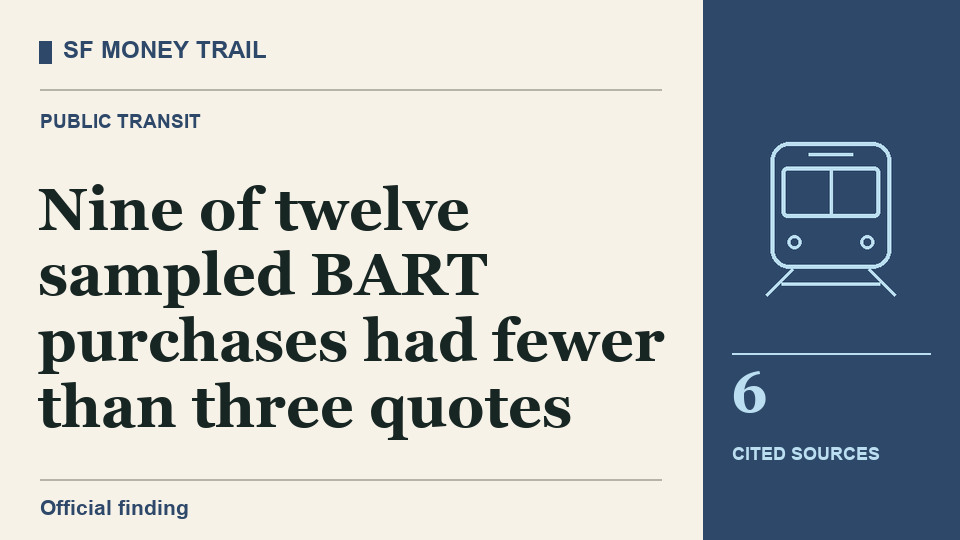 SF MONEY TRAIL
PUBLIC TRANSIT
Nine of twelve
sampled BART
purchases had fewer
than three quotes
Official finding
6
CITED SOURCES